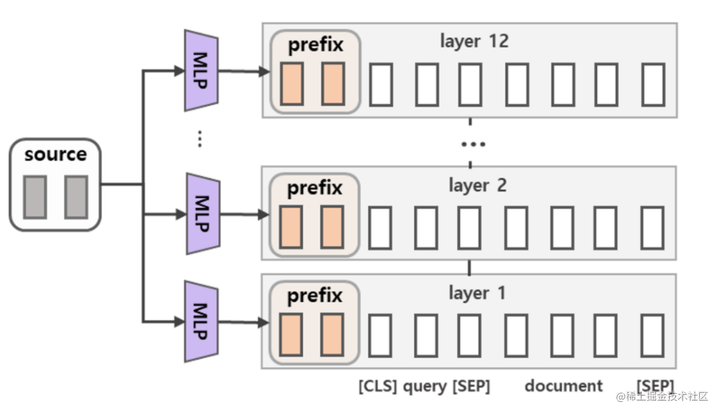 prefix
layer 12
MLP
...
...
source
prefix
layer 2
MLP
prefix
layer 1
MLP
[CLS] query [SEP] document [SEP]
@稀土掘金技术社区